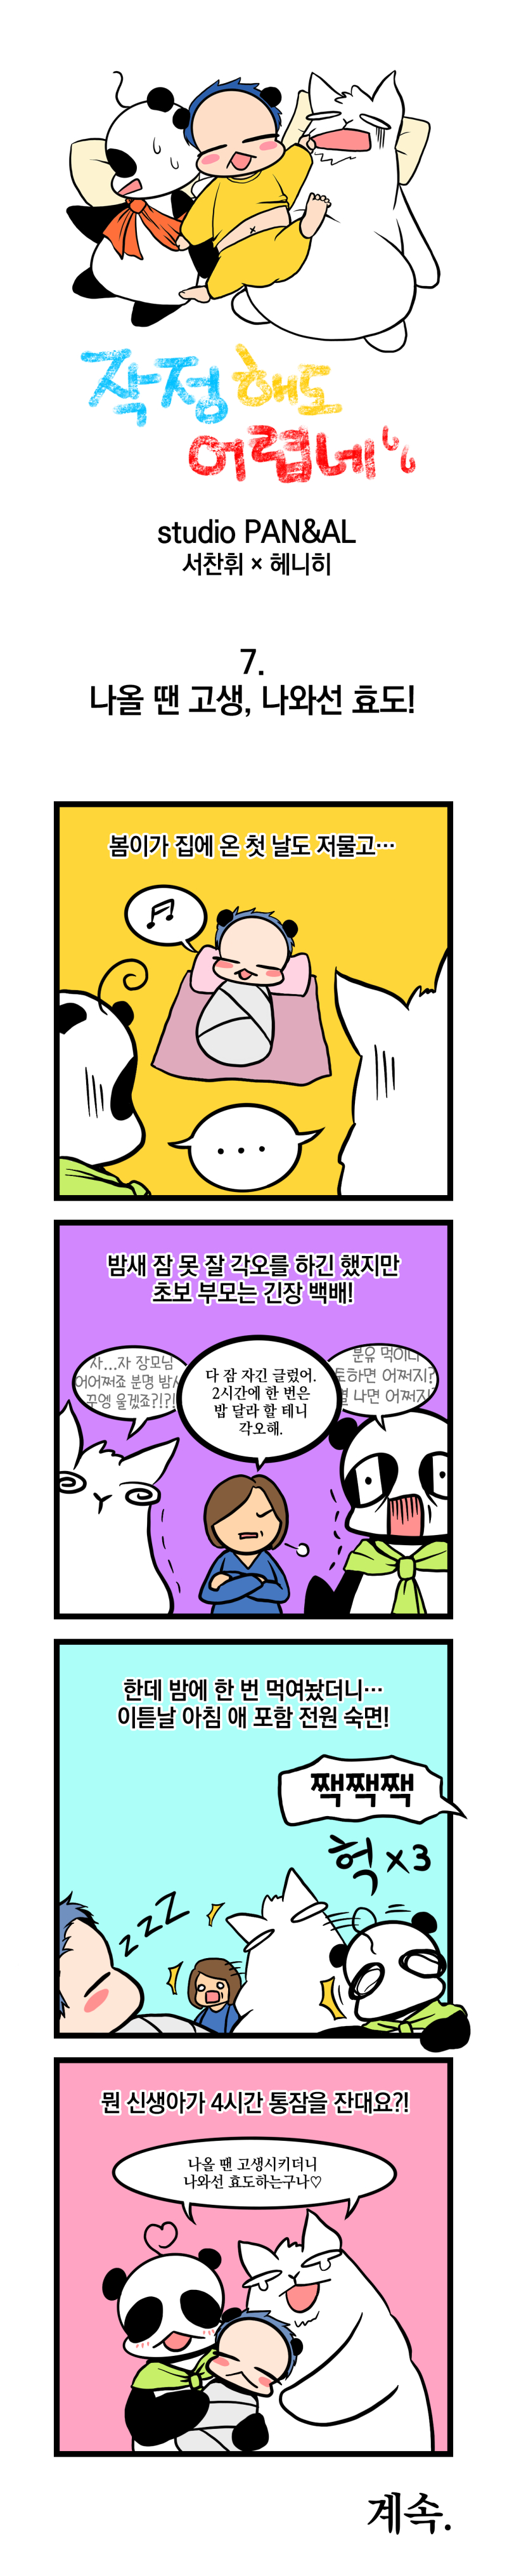 작정해도
어렵네
studio PAN&AL
서찬휘 × 헤니히
7.
나올 땐 고생, 나와선 효도!
봄이가 집에 온 첫 날도 저물고…
...
밤새 잠 못 잘 각오를 하긴 했지만
초보 부모는 긴장 백배!
자...자 장모님
어어쩌죠 분명 밤새
꾸엥 울겠죠?!?!
다 잠 자긴 글렀어.
2시간에 한 번은
밥 달라 할 테니
각오해.
분유 먹이다
토하면 어쩌지?
열 나면 어쩌지
한데 밤에 한 번 먹여놨더니…
이튿날 아침 애 포함 전원 숙면!
짹짹짹
헉 x3
zzZ
뭔 신생아가 4시간 통잠을 잔대요?!
나올 땐 고생시키더니
나와선 효도하는구나♡
계속.